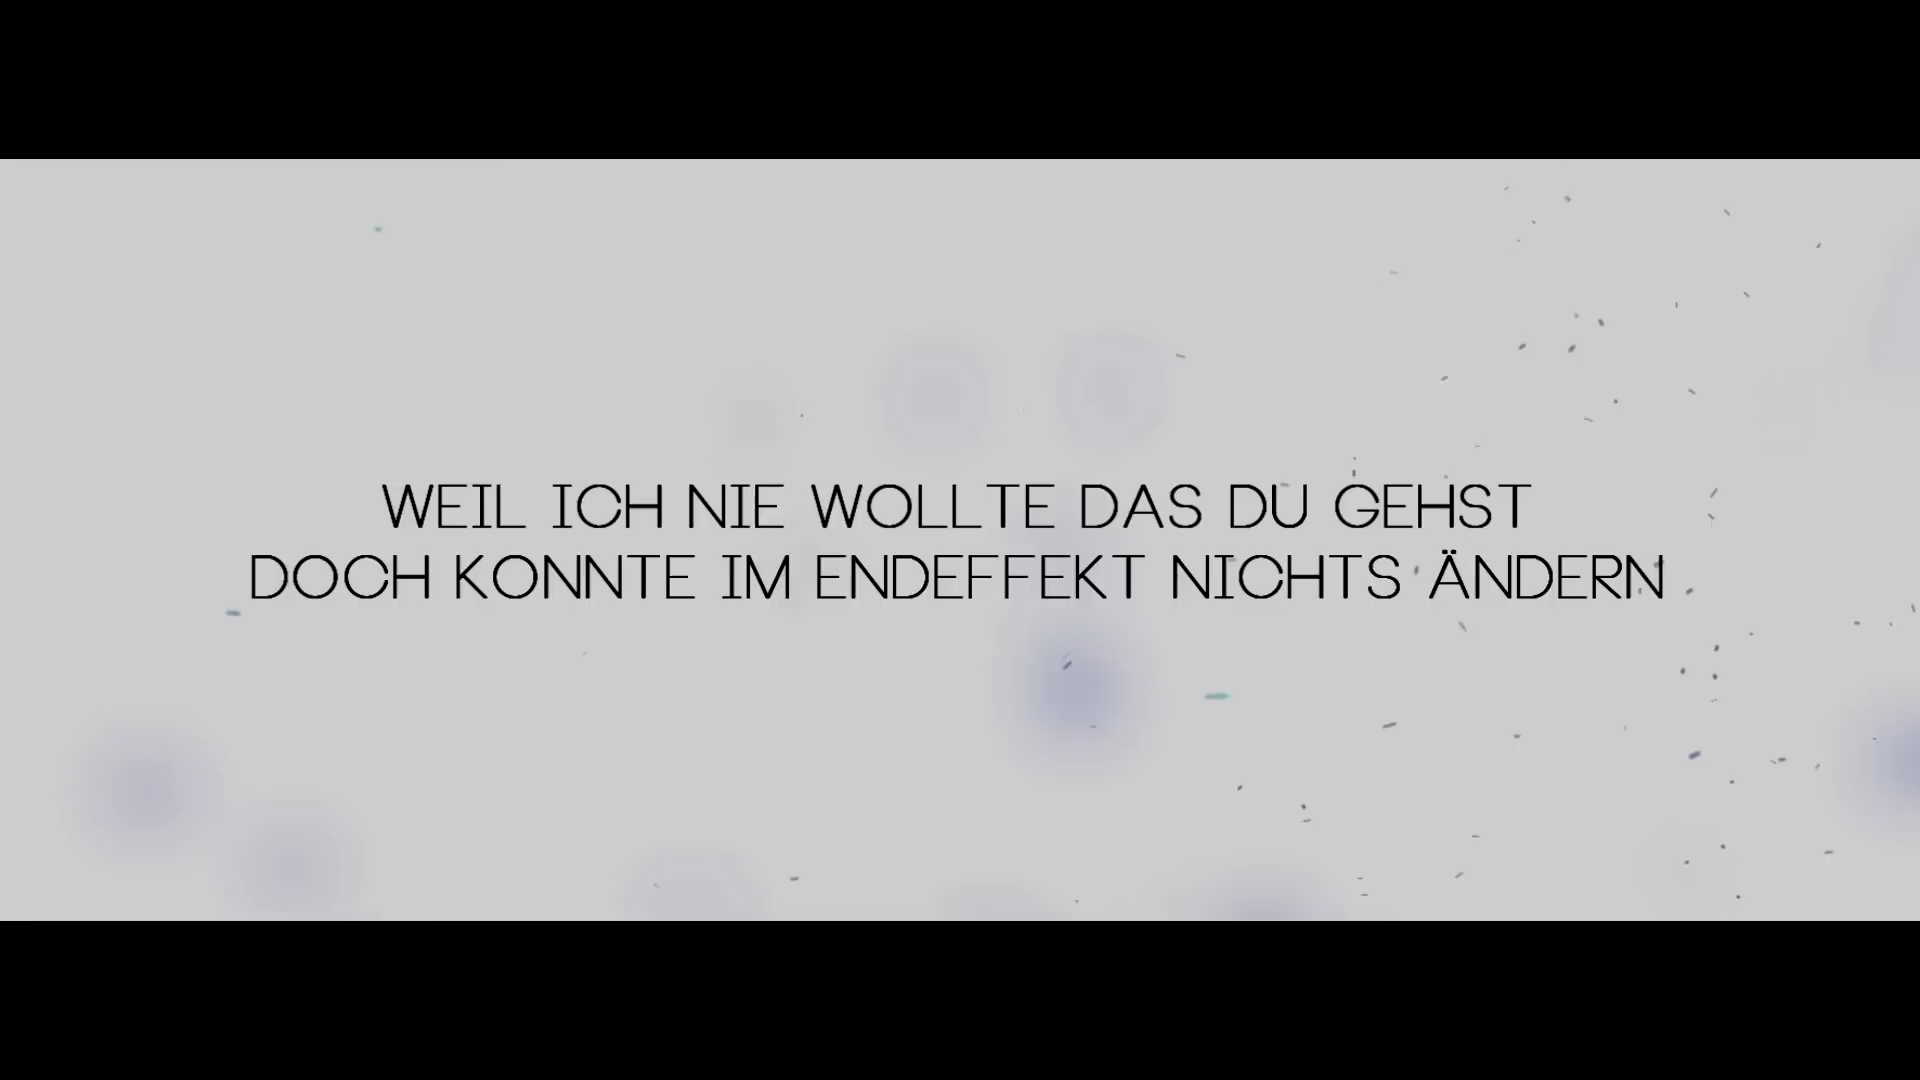 WEIL ICH NIE WOLLTE DAS DU GEHST
DOCH KONNTE IM ENDEFFEKT NICHTS ÄNDERN